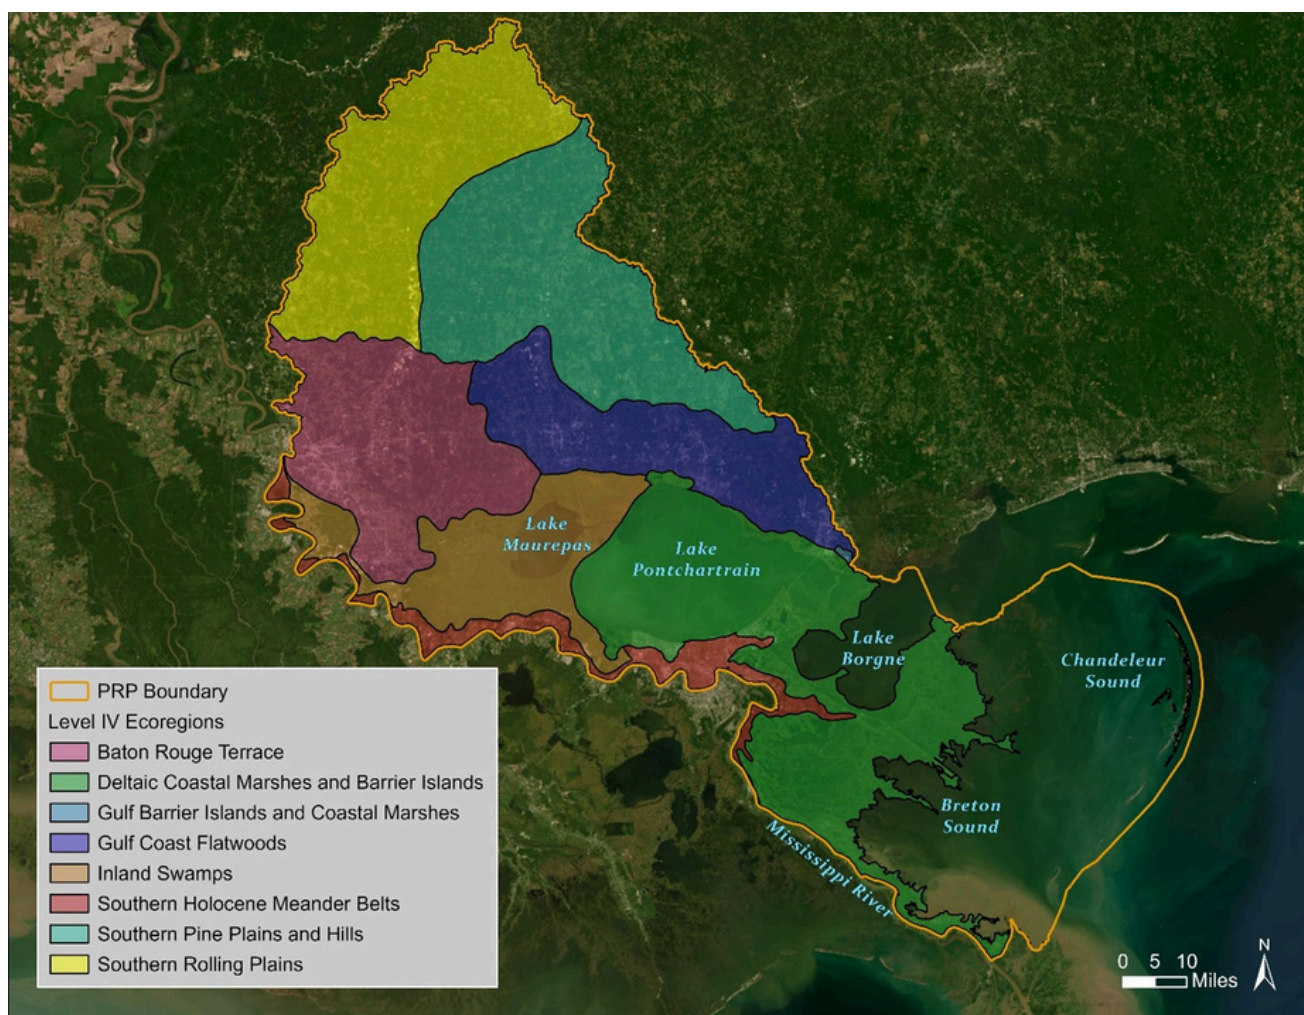 Lake
Maurepas
Lake
Pontchartrain
Lake
Borgne
Chandeleur
Sound
Breton
Sound
Mississippi River
PRP Boundary
Level IV Ecoregions
Baton Rouge Terrace
Deltaic Coastal Marshes and Barrier Islands
Gulf Barrier Islands and Coastal Marshes
Gulf Coast Flatwoods
Inland Swamps
Southern Holocene Meander Belts
Southern Pine Plains and Hills
Southern Rolling Plains
0 5 10
Miles
N